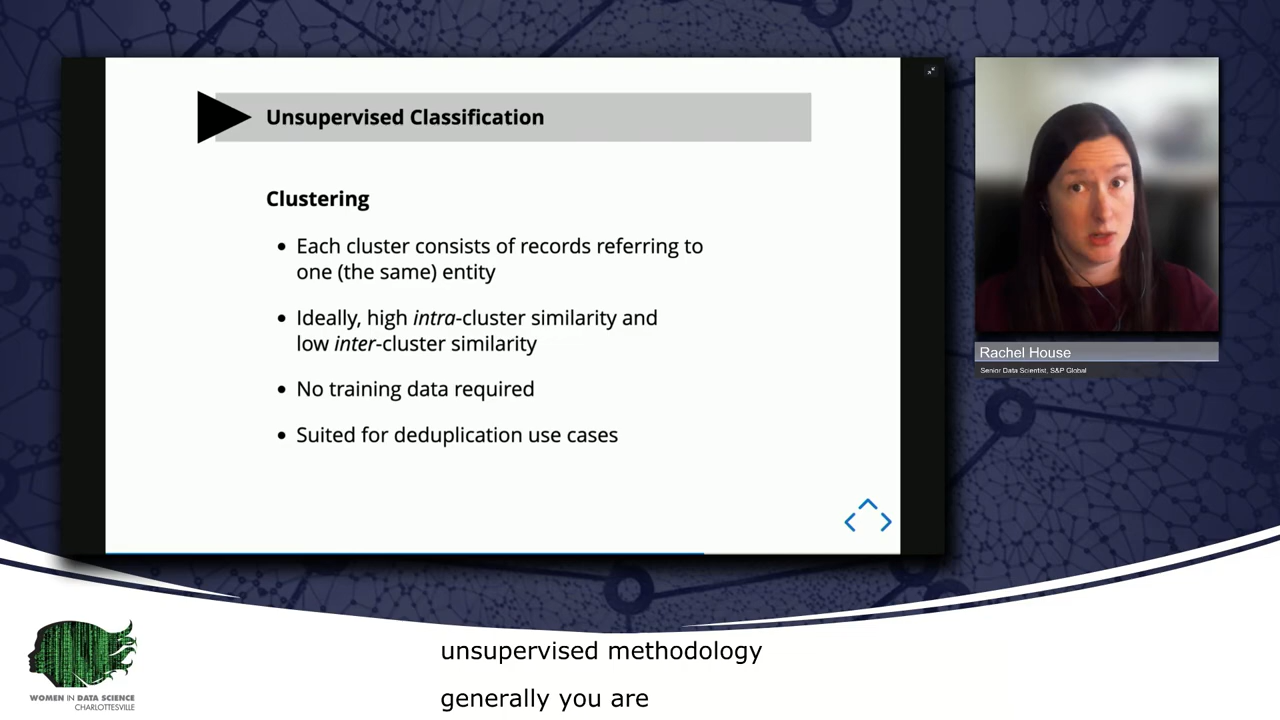 Unsupervised Classification
Clustering
• Each cluster consists of records referring to
one (the same) entity
• Ideally, high intra-cluster similarity and
low inter-cluster similarity
• No training data required
• Suited for deduplication use cases
Rachel House
Senior Data Scientist, S&P Global
WOMEN IN DATA SCIENCE
CHARLOTTESVILLE
unsupervised methodology
generally you are